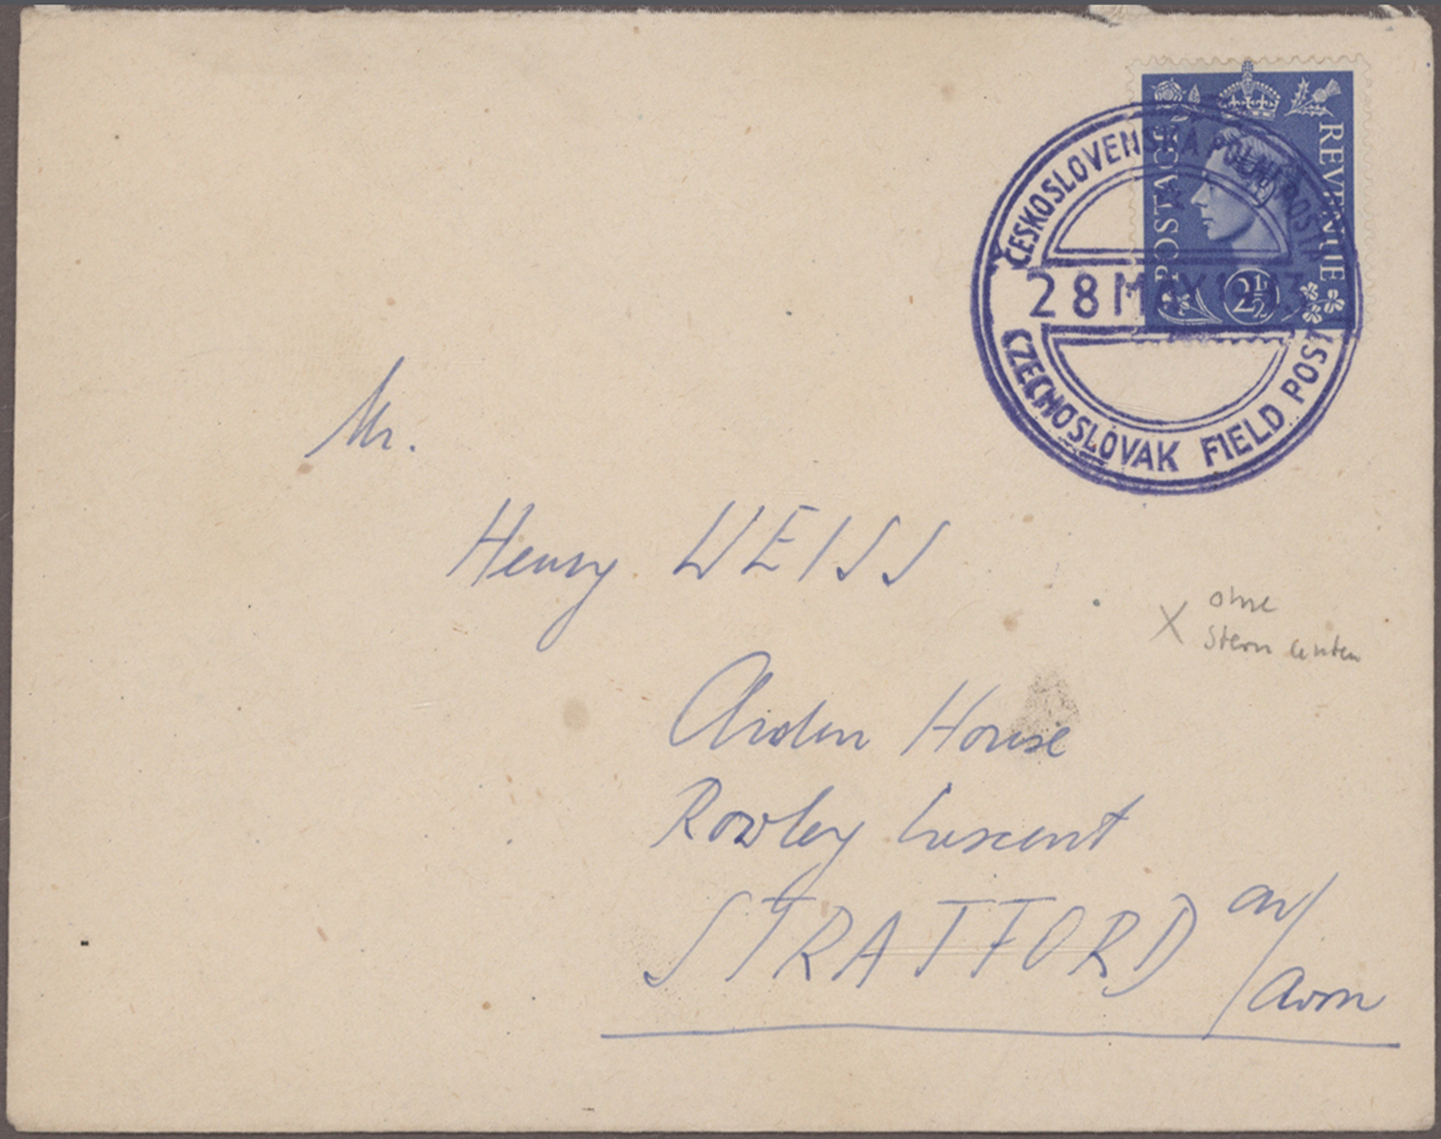 POSTAGE REVENUE
2½
ČESKOSLOVENSKÁ POLNÍ POŠTA
28 MAY 1943
CZECHOSLOVAK FIELD POST
Mr.
Henry WEISS
X ohne
Stern unten
Arden House
Rowley Crescent
STRATFORD on/
Avon